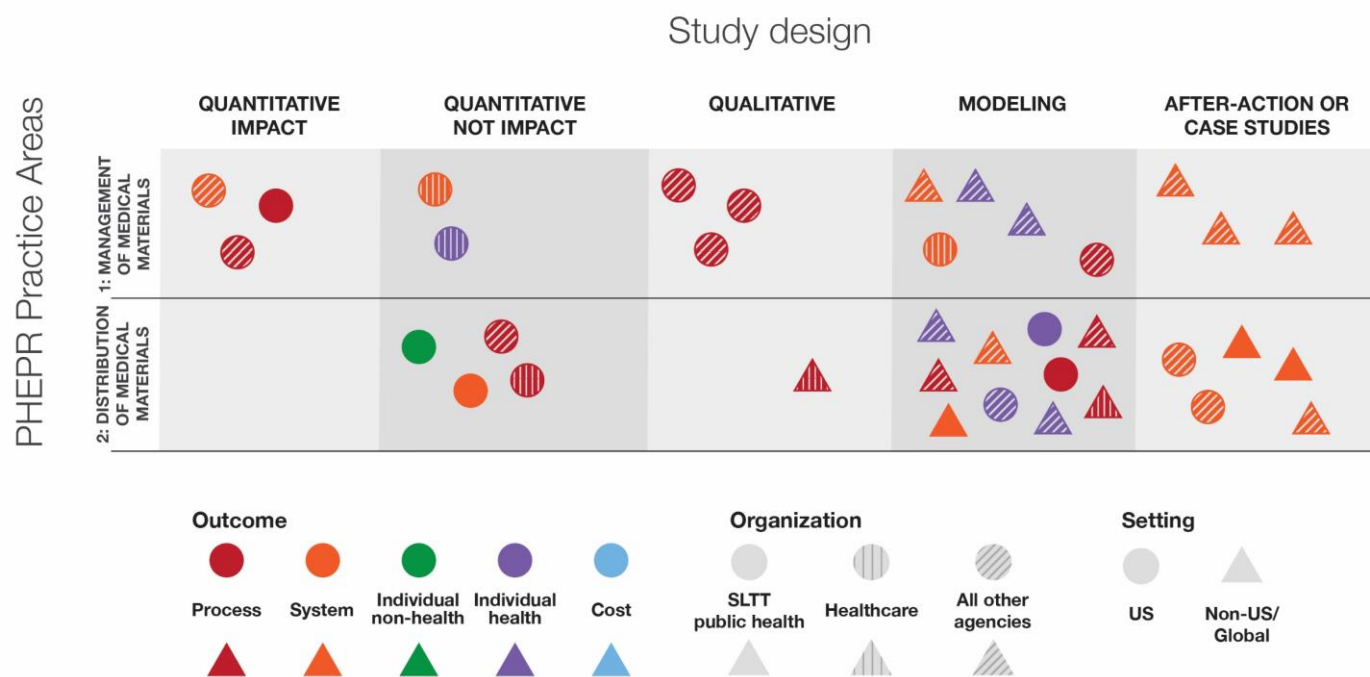 Study design
PHEPR Practice Areas
QUANTITATIVE
IMPACT
QUANTITATIVE
NOT IMPACT
QUALITATIVE
MODELING
AFTER-ACTION OR
CASE STUDIES
1: MANAGEMENT
OF MEDICAL
MATERIALS
2: DISTRIBUTION
OF MEDICAL
MATERIALS
Outcome
Process
System
Individual
non-health
Individual
health
Cost
Organization
SLTT
public health
Healthcare
All other
agencies
Setting
US
Non-US/
Global